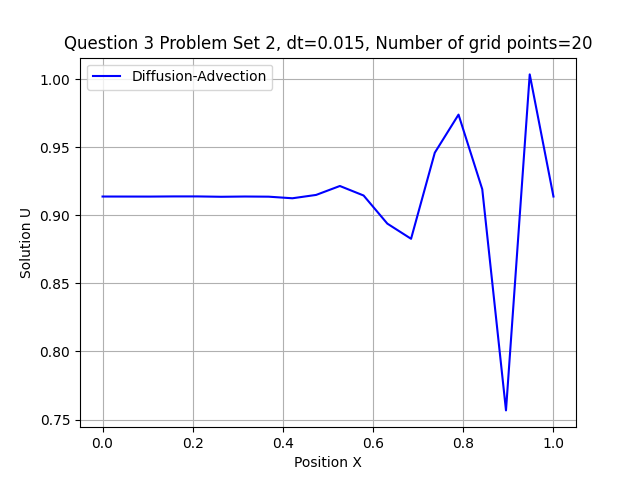 Question 3 Problem Set 2, dt=0.015, Number of grid points=20
Diffusion-Advection
1.00
0.95
0.90
0.85
0.80
0.75
Solution U
0.0 0.2 0.4 0.6 0.8 1.0
Position X